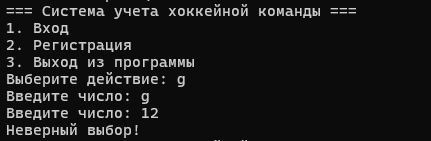 === Система учета хоккейной команды ===
1. Вход
2. Регистрация
3. Выход из программы
Выберите действие: g
Введите число: g
Введите число: 12
Неверный выбор!